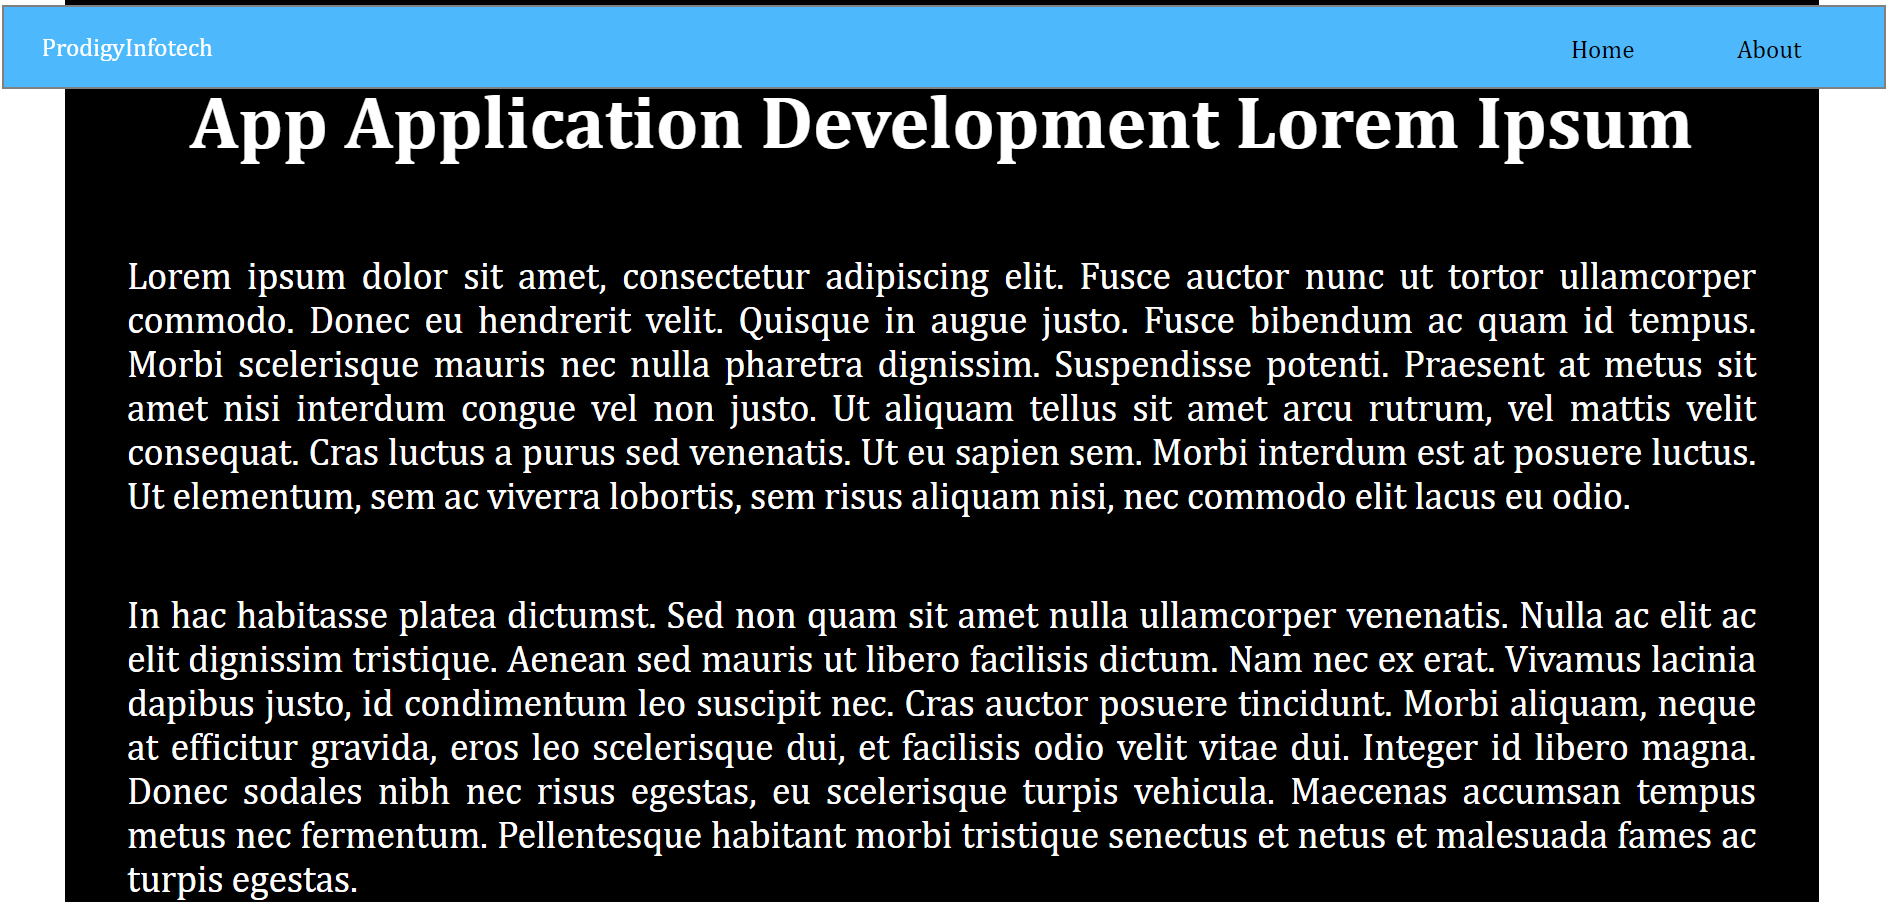 ProdigyInfotech
Home About
App Application Development Lorem Ipsum
Lorem ipsum dolor sit amet, consectetur adipiscing elit. Fusce auctor nunc ut tortor ullamcorper
commodo. Donec eu hendrerit velit. Quisque in augue justo. Fusce bibendum ac quam id tempus.
Morbi scelerisque mauris nec nulla pharetra dignissim. Suspendisse potenti. Praesent at metus sit
amet nisi interdum congue vel non justo. Ut aliquam tellus sit amet arcu rutrum, vel mattis velit
consequat. Cras luctus a purus sed venenatis. Ut eu sapien sem. Morbi interdum est at posuere luctus.
Ut elementum, sem ac viverra lobortis, sem risus aliquam nisi, nec commodo elit lacus eu odio.
In hac habitasse platea dictumst. Sed non quam sit amet nulla ullamcorper venenatis. Nulla ac elit ac
elit dignissim tristique. Aenean sed mauris ut libero facilisis dictum. Nam nec ex erat. Vivamus lacinia
dapibus justo, id condimentum leo suscipit nec. Cras auctor posuere tincidunt. Morbi aliquam, neque
at efficitur gravida, eros leo scelerisque dui, et facilisis odio velit vitae dui. Integer id libero magna.
Donec sodales nibh nec risus egestas, eu scelerisque turpis vehicula. Maecenas accumsan tempus
metus nec fermentum. Pellentesque habitant morbi tristique senectus et netus et malesuada fames ac
turpis egestas.